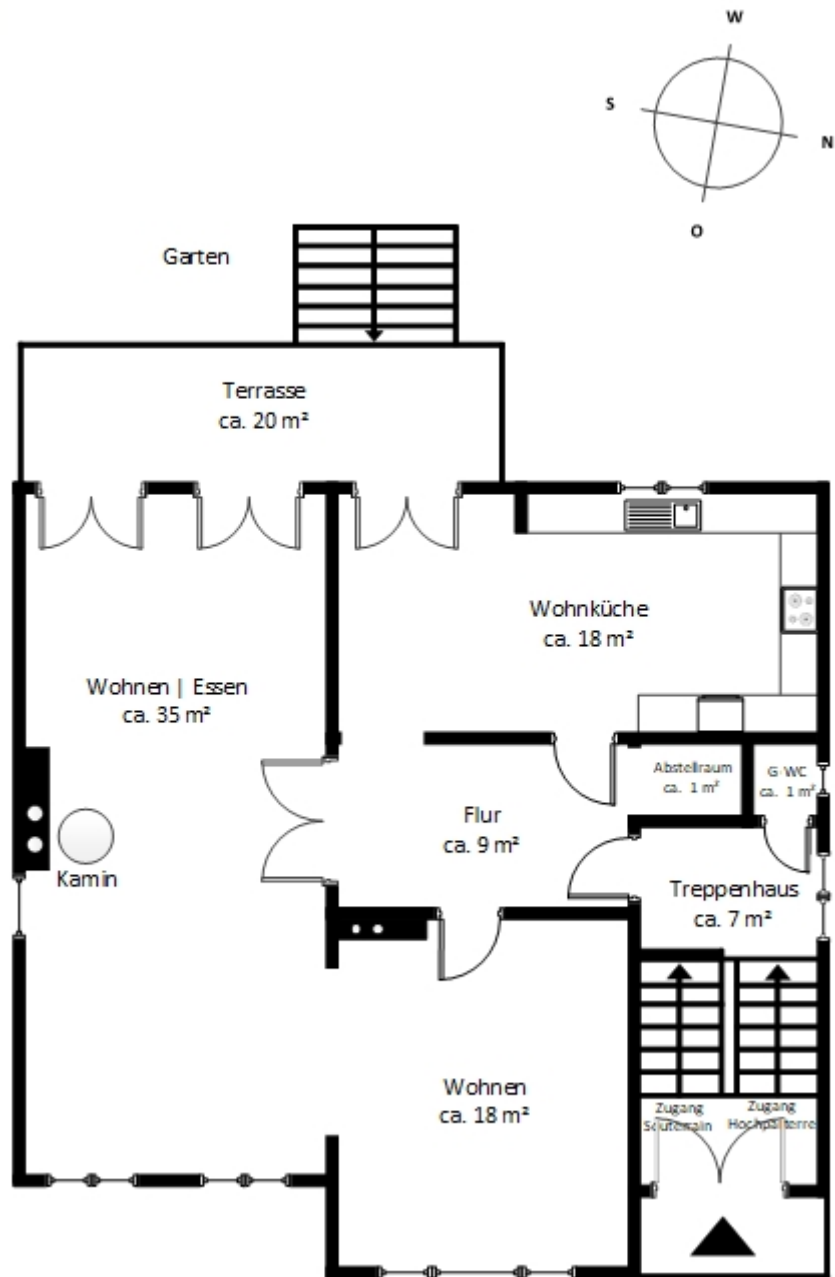 W
S
N
O
Garten
Terrasse
ca. 20 m²
Wohnküche
ca. 18 m²
Wohnen | Essen
ca. 35 m²
Abstellraum
ca. 1 m²
G-WC
ca. 1 m²
Flur
ca. 9 m²
Kamin
Treppenhaus
ca. 7 m²
Wohnen
ca. 18 m²
Zugang
Souterrain
Zugang
Hochparterre